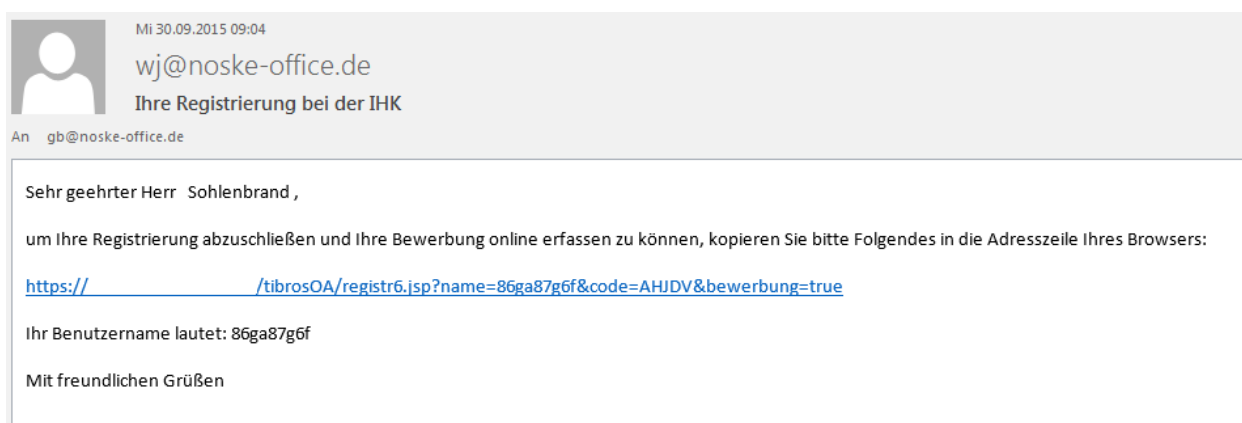 Mi 30.09.2015 09:04
wj@noske-office.de
Ihre Registrierung bei der IHK
An gb@noske-office.de
Sehr geehrter Herr Sohlenbrand ,
um Ihre Registrierung abzuschließen und Ihre Bewerbung online erfassen zu können, kopieren Sie bitte Folgendes in die Adresszeile Ihres Browsers:
https:// /tibrosOA/registr6.jsp?name=86ga87g6f&code=AHJDV&bewerbung=true
Ihr Benutzername lautet: 86ga87g6f
Mit freundlichen Grüßen